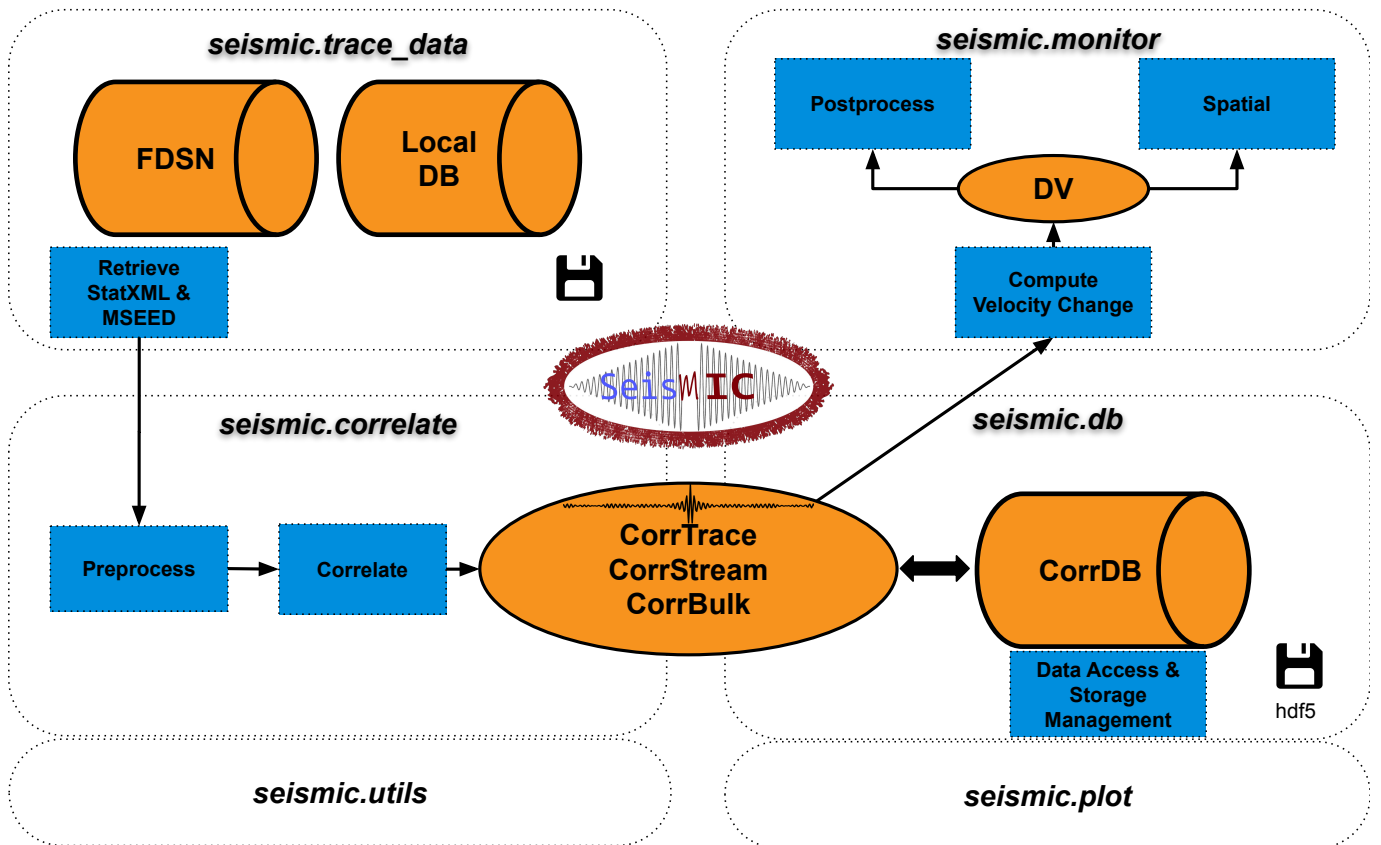 seismic.trace_data
FDSN
Local
DB
Retrieve
StatXML &
MSEED
seismic.monitor
Postprocess
Spatial
DV
Compute
Velocity Change
SeisMIC
seismic.correlate
Preprocess
Correlate
CorrTrace
CorrStream
CorrBulk
seismic.db
CorrDB
Data Access &
Storage
Management
hdf5
seismic.utils
seismic.plot